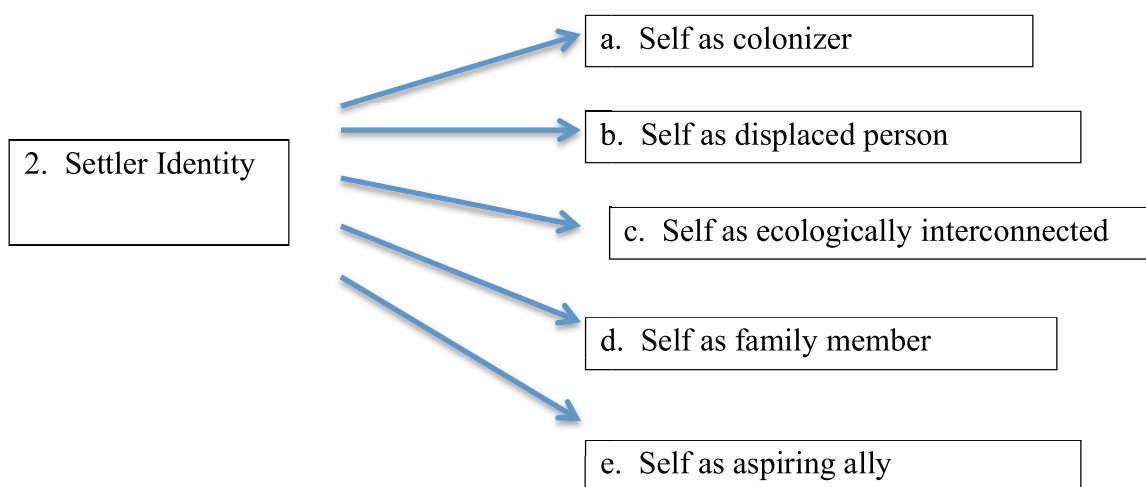 a. Self as colonizer
b. Self as displaced person
2. Settler Identity
c. Self as ecologically interconnected
d. Self as family member
e. Self as aspiring ally